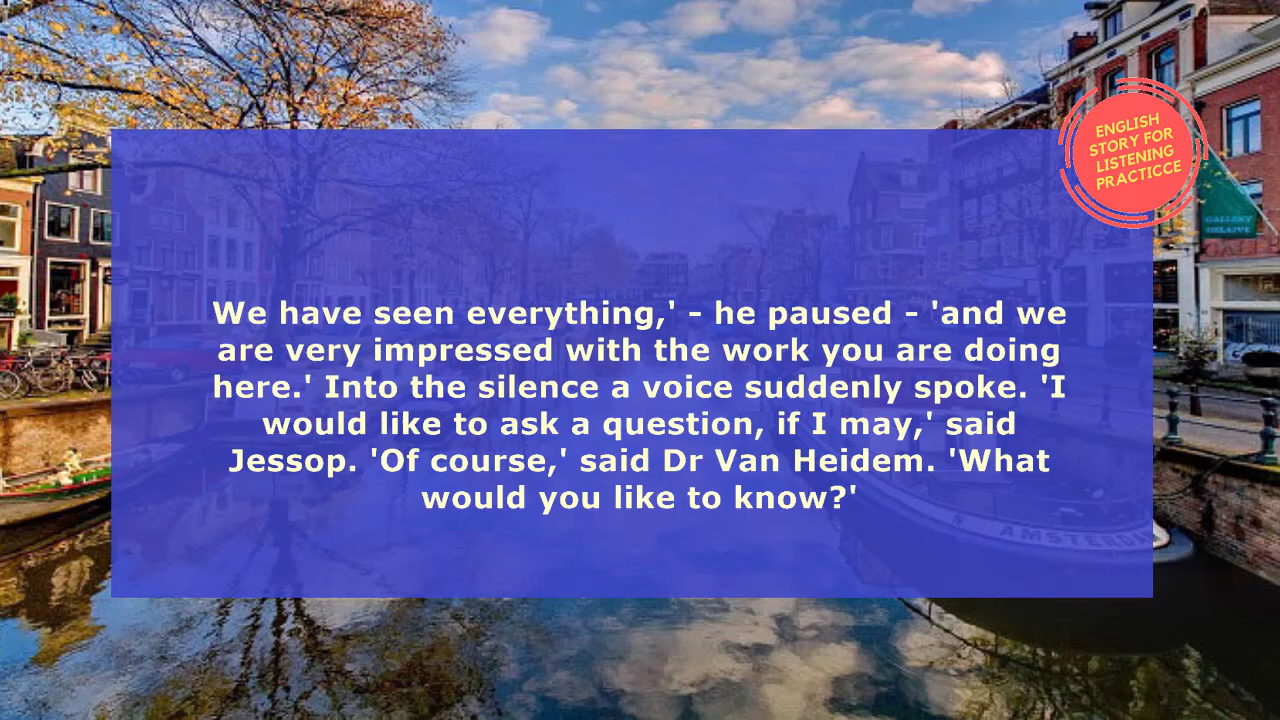 ENGLISH
STORY FOR
LISTENING
PRACTICCE
GALLERY
We have seen everything,' - he paused - 'and we
are very impressed with the work you are doing
here.' Into the silence a voice suddenly spoke. 'I
would like to ask a question, if I may,' said
Jessop. 'Of course,' said Dr Van Heidem. 'What
would you like to know?'
AMSTERDAM